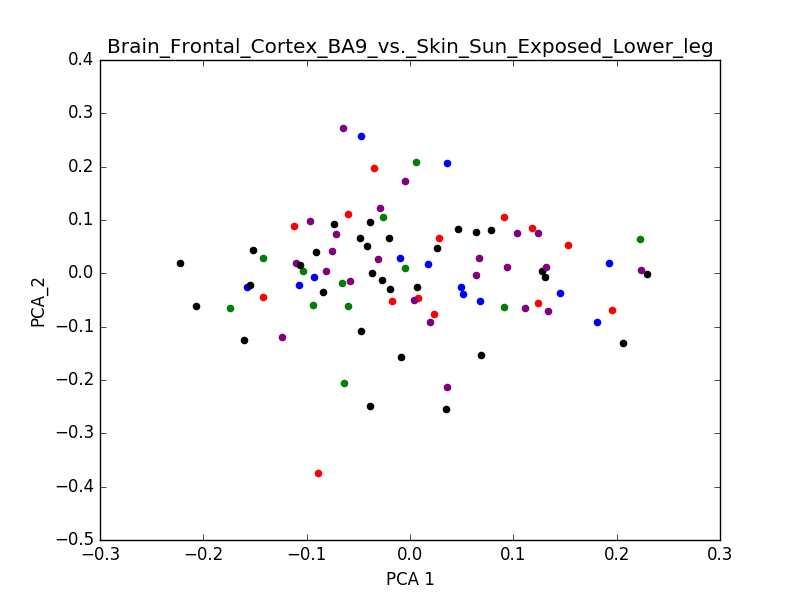 Brain_Frontal_Cortex_BA9_vs._Skin_Sun_Exposed_Lower_leg
0.4
0.3
0.2
0.1
0.0
−0.1
−0.2
−0.3
−0.4
−0.5
PCA_2
−0.3 −0.2 −0.1 0.0 0.1 0.2 0.3
PCA 1